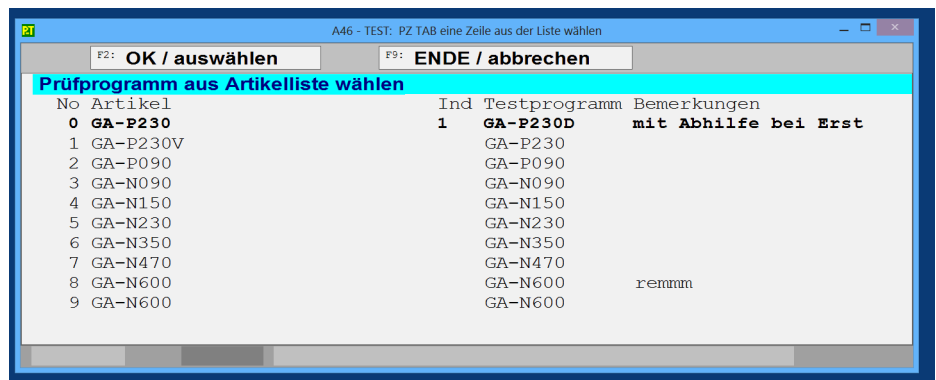 PT A46 - TEST: PZ TAB eine Zeile aus der Liste wählen
F2: OK / auswählen F9: ENDE / abbrechen
Prüfprogramm aus Artikelliste wählen
No Artikel Ind Testprogramm Bemerkungen
0 GA-P230 1 GA-P230D mit Abhilfe bei Erst
1 GA-P230V GA-P230
2 GA-P090 GA-P090
3 GA-N090 GA-N090
4 GA-N150 GA-N150
5 GA-N230 GA-N230
6 GA-N350 GA-N350
7 GA-N470 GA-N470
8 GA-N600 GA-N600 remmm
9 GA-N600 GA-N600